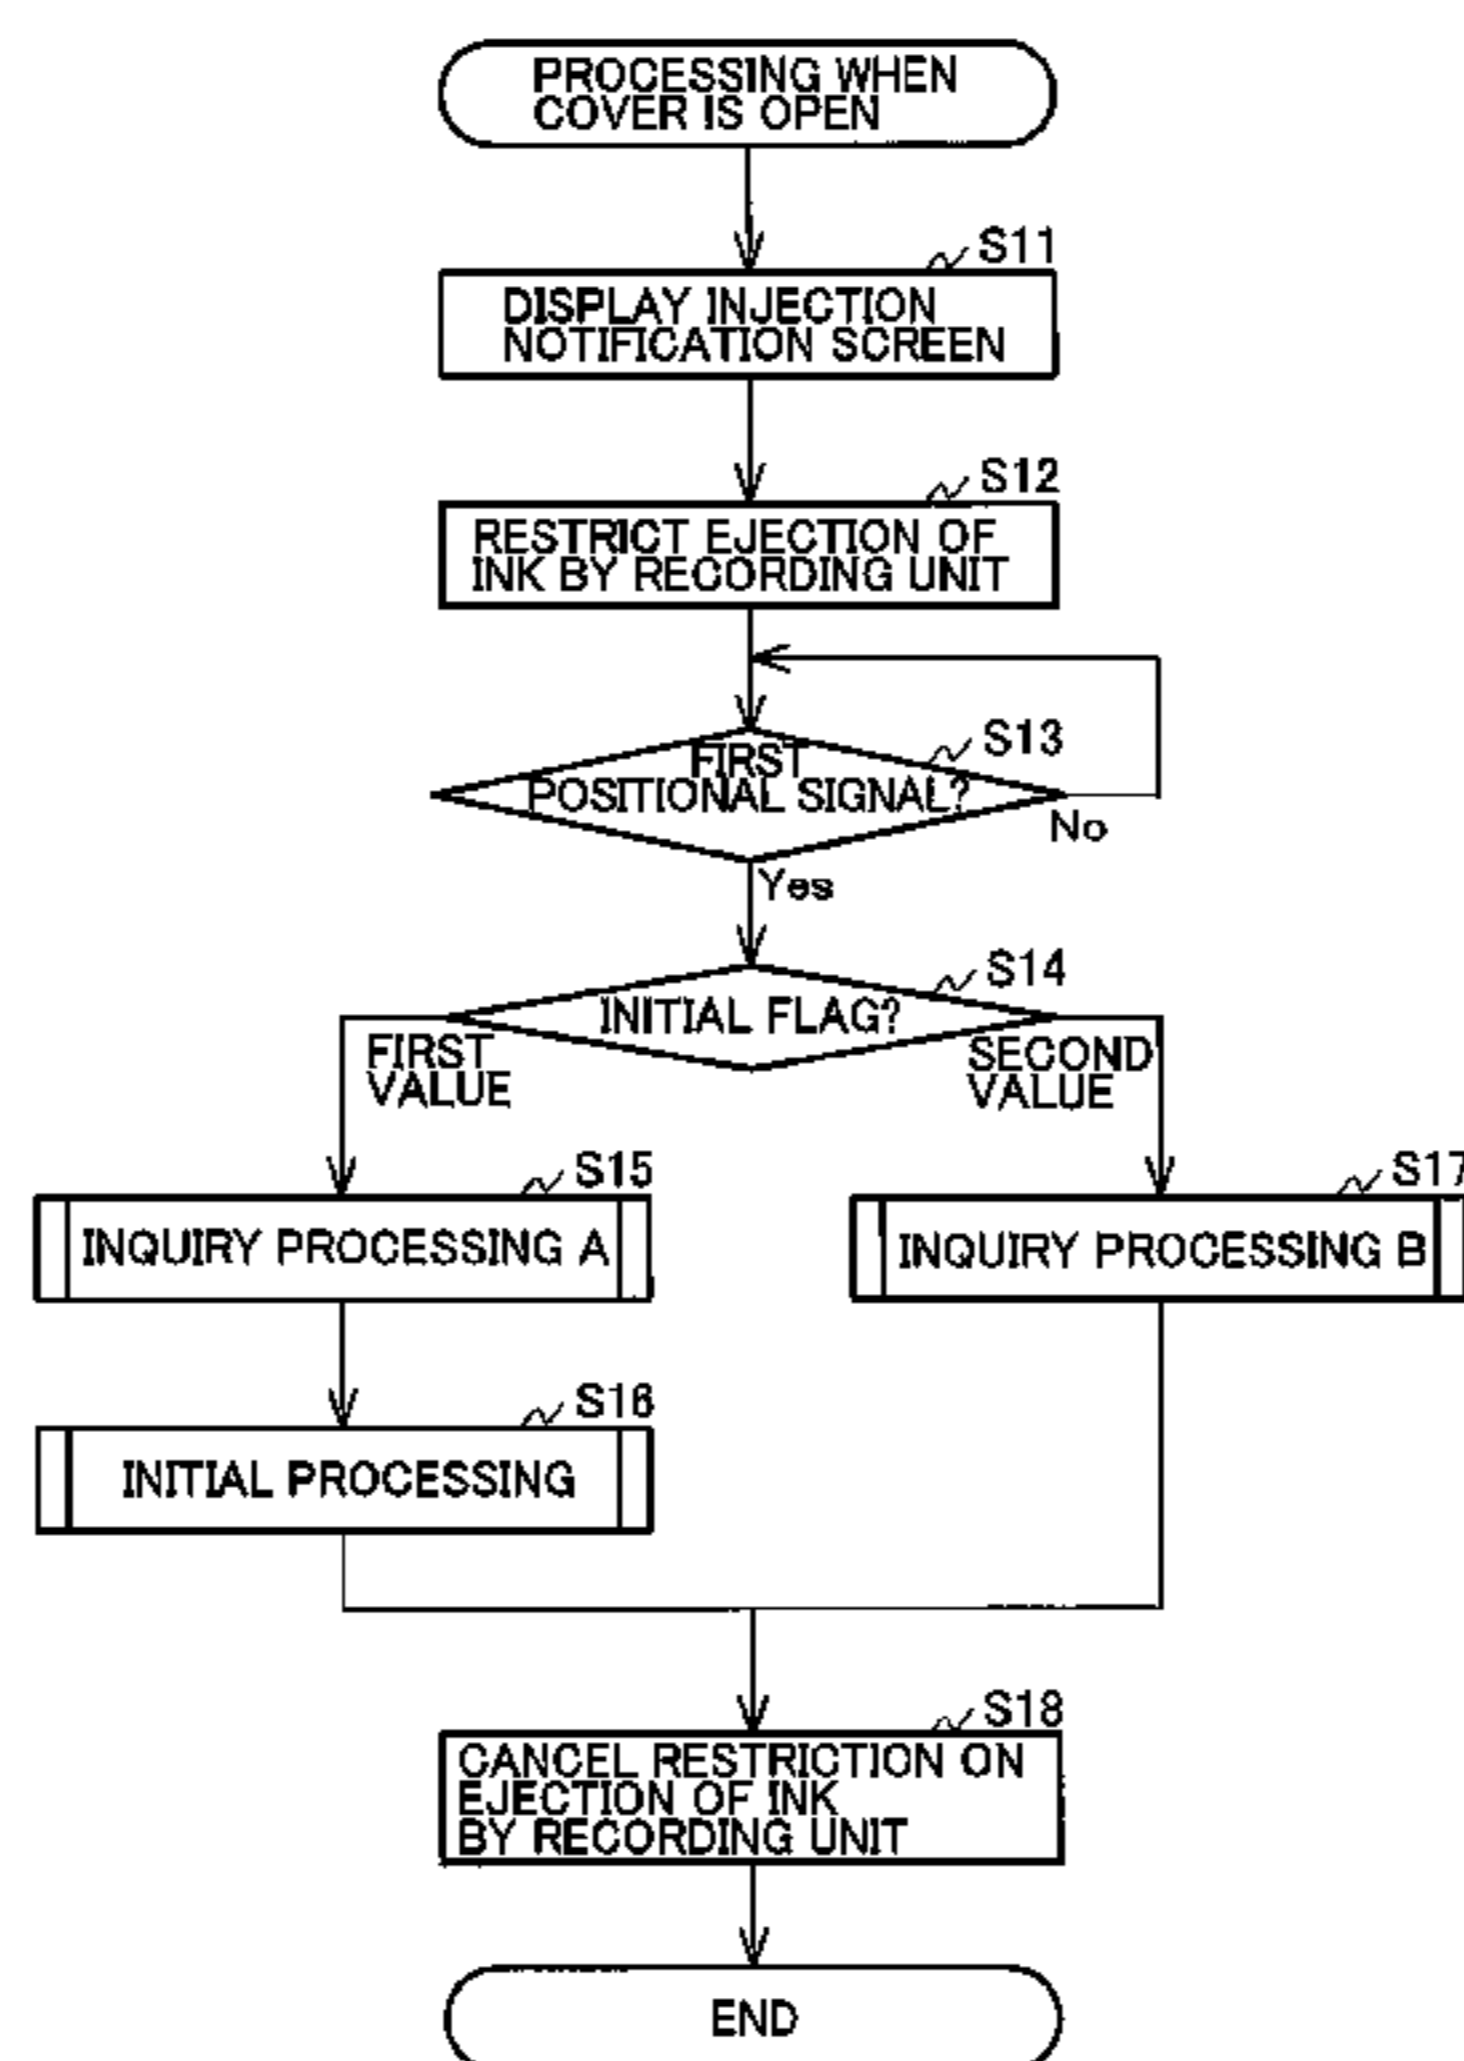 PROCESSING WHEN
COVER IS OPEN
S11
DISPLAY INJECTION
NOTIFICATION SCREEN
S12
RESTRICT EJECTION OF
INK BY RECORDING UNIT
S13
FIRST
POSITIONAL SIGNAL?
No
Yes
S14
INITIAL FLAG?
FIRST
VALUE
SECOND
VALUE
S15
INQUIRY PROCESSING A
S17
INQUIRY PROCESSING B
S16
INITIAL PROCESSING
S18
CANCEL RESTRICTION ON
EJECTION OF INK
BY RECORDING UNIT
END